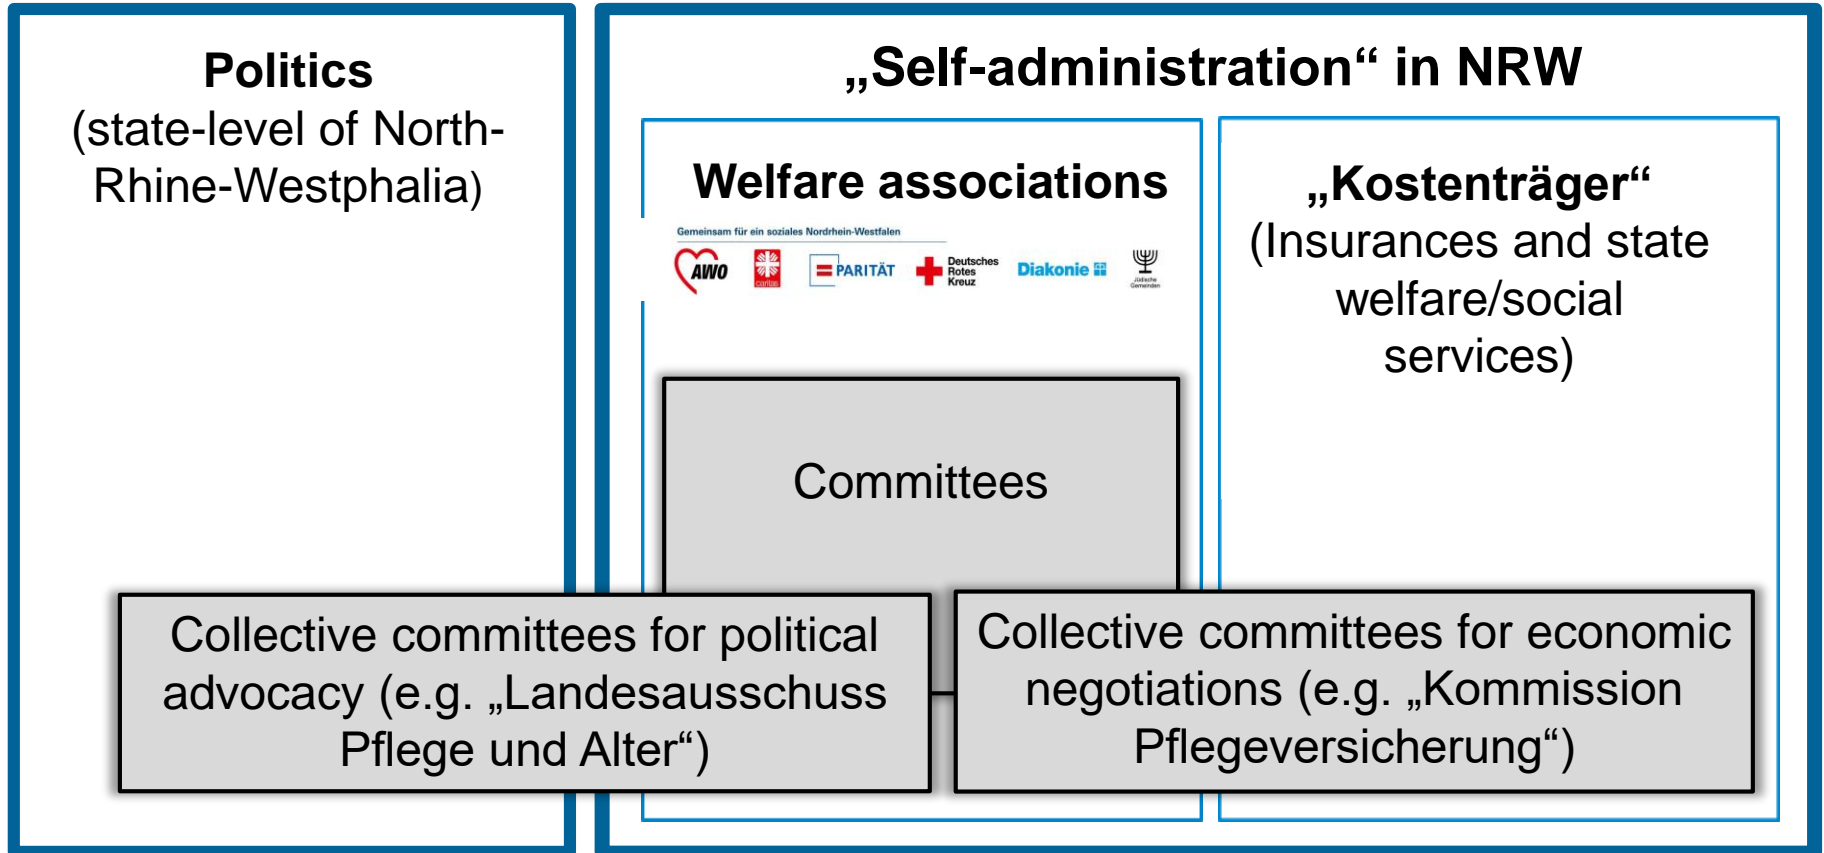 Politics
(state-level of North-
Rhine-Westphalia)
„Self-administration“ in NRW
Welfare associations
Gemeinsam für ein soziales Nordrhein-Westfalen
AWO
caritas
PARITÄT
Deutsches
Rotes
Kreuz
Diakonie
Jüdische
Gemeinden
„Kostenträger“
(Insurances and state
welfare/social
services)
Committees
Collective committees for political
advocacy (e.g. „Landesausschuss
Pflege und Alter“)
Collective committees for economic
negotiations (e.g. „Kommission
Pflegeversicherung“)